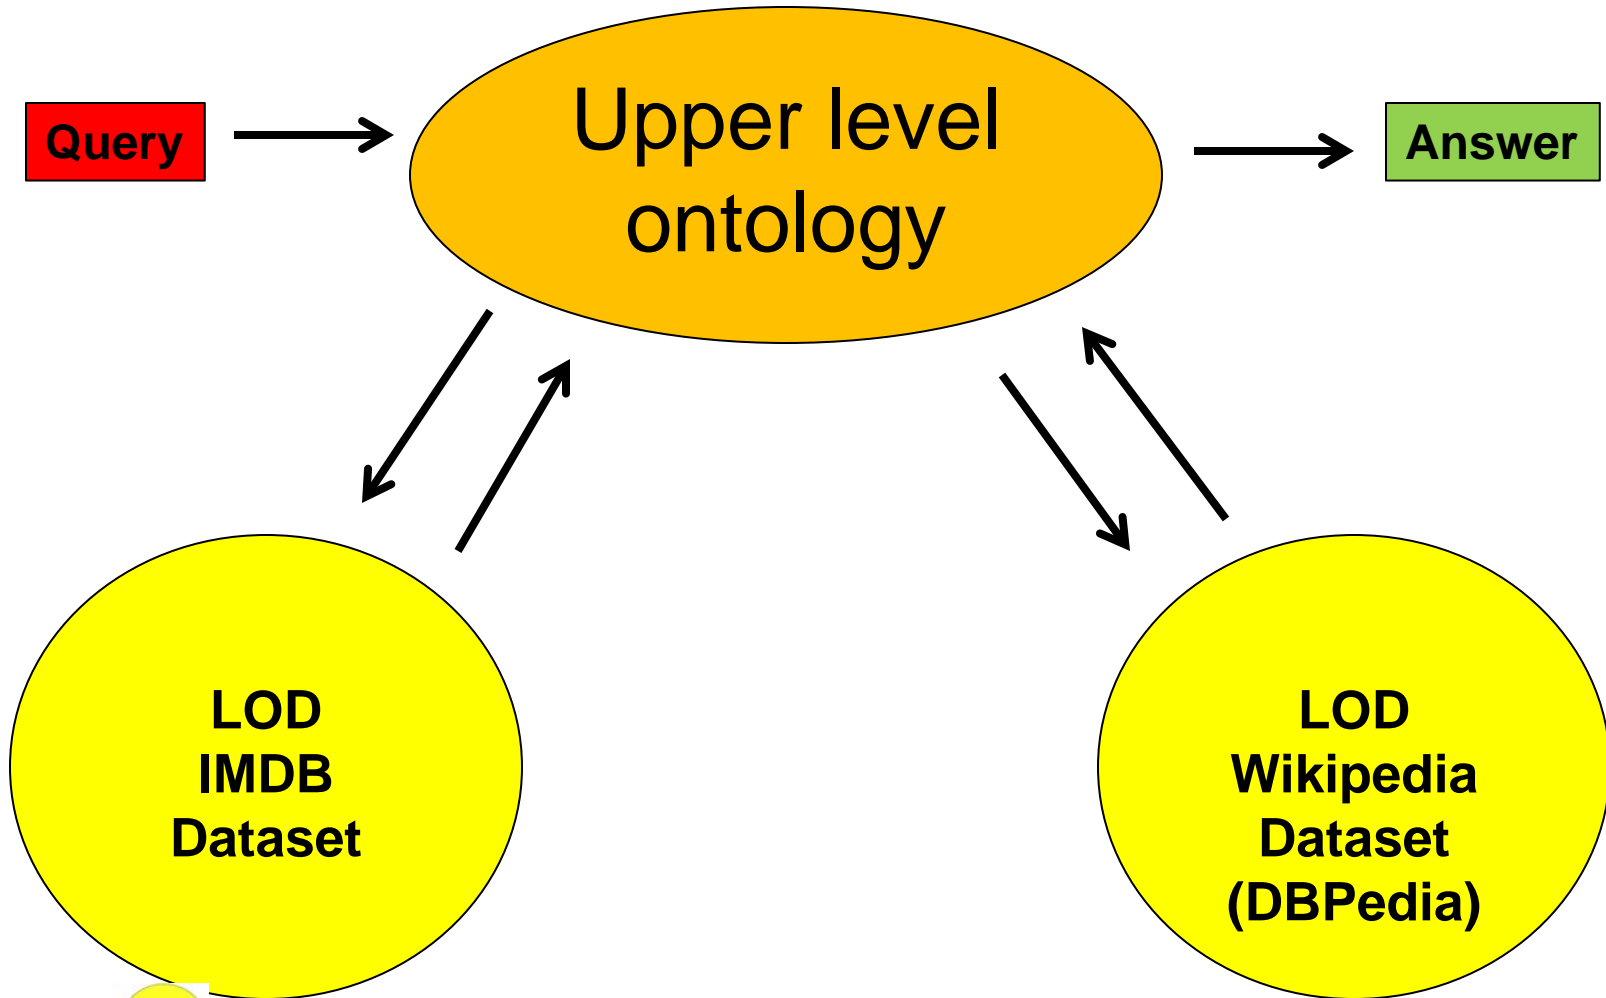 Query
Upper level
ontology
Answer
LOD
IMDB
Dataset
LOD
Wikipedia
Dataset
(DBPedia)